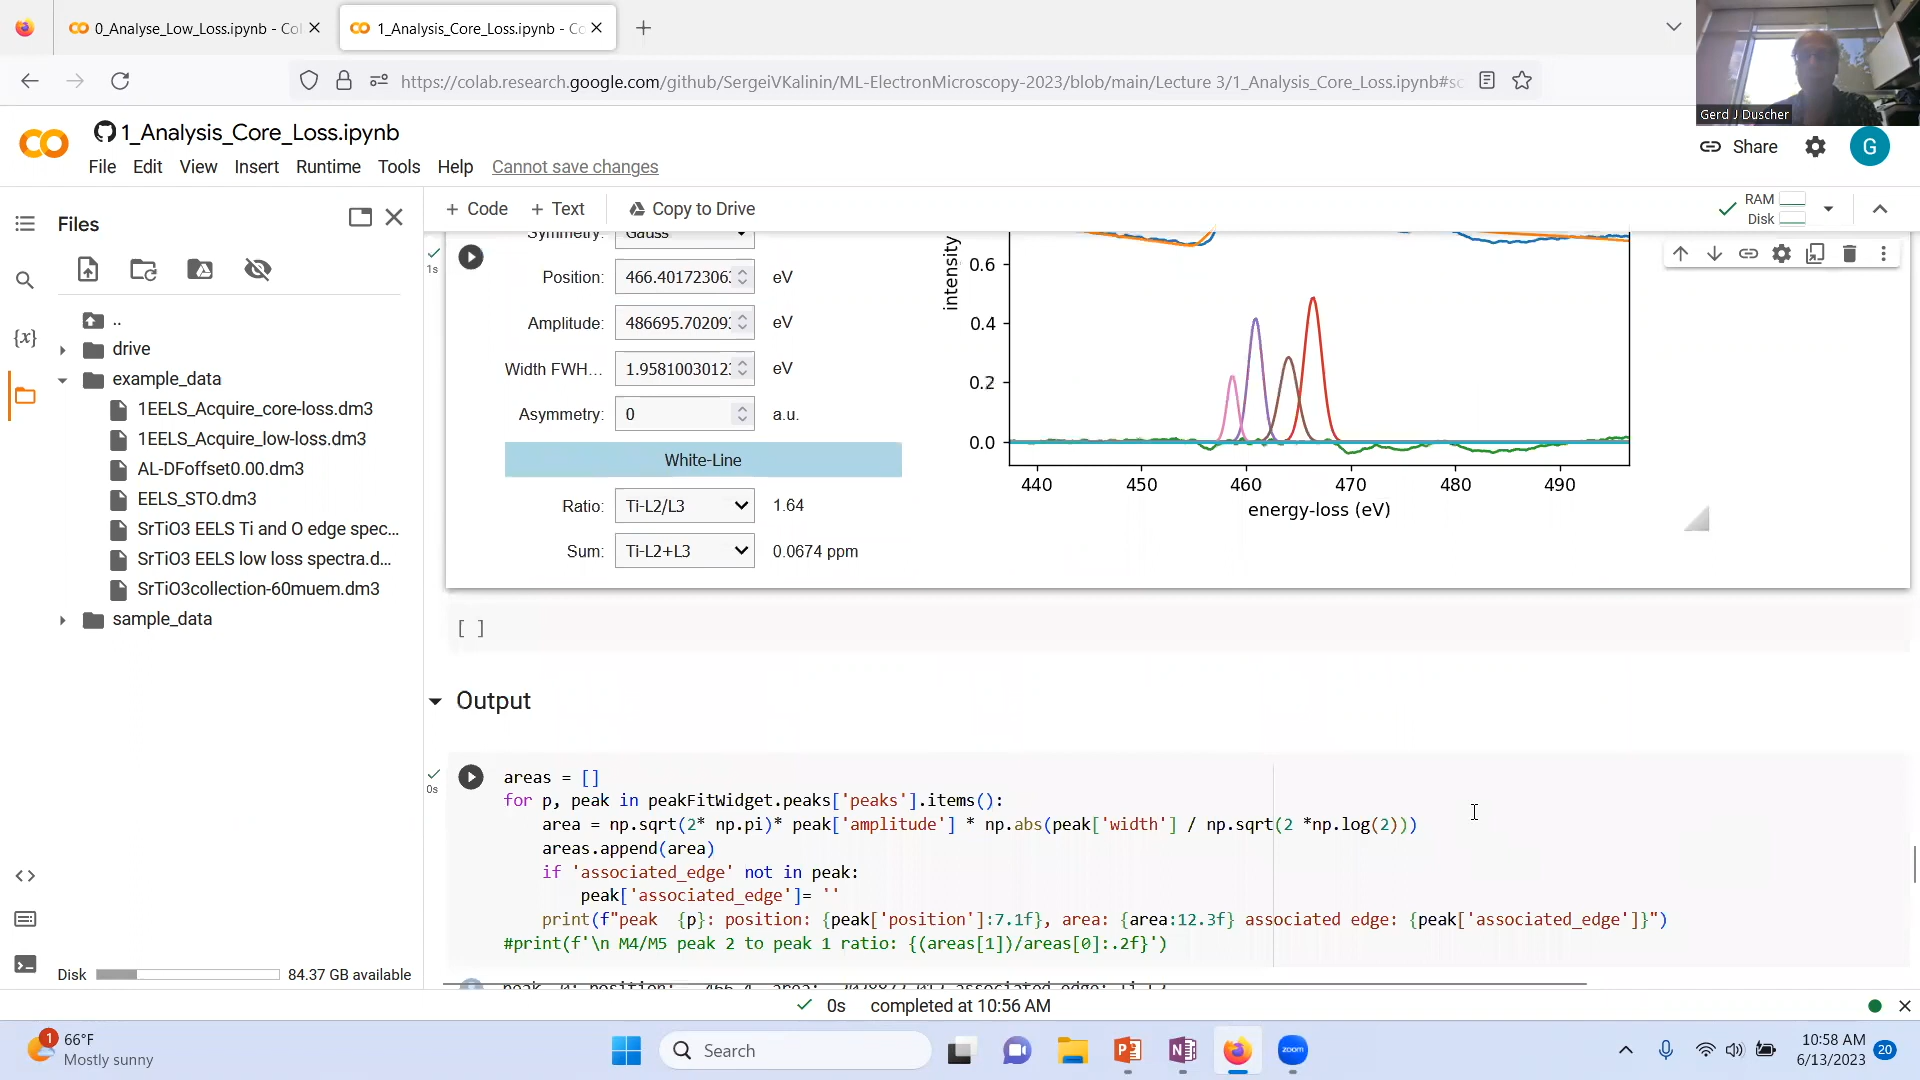 0_Analyse_Low_Loss.ipynb - Col
1_Analysis_Core_Loss.ipynb - Co
https://colab.research.google.com/github/SergeiVKalinin/ML-ElectronMicroscopy-2023/blob/main/Lecture 3/1_Analysis_Core_Loss.ipynb#sc
Gerd J Duscher
1_Analysis_Core_Loss.ipynb
File Edit View Insert Runtime Tools Help Cannot save changes
Share
G
Files
+ Code + Text Copy to Drive
RAM
Disk
..
drive
example_data
1EELS_Acquire_core-loss.dm3
1EELS_Acquire_low-loss.dm3
AL-DFoffset0.00.dm3
EELS_STO.dm3
SrTiO3 EELS Ti and O edge spec...
SrTiO3 EELS low loss spectra.d...
SrTiO3collection-60muem.dm3
sample_data
Disk 84.37 GB available
1s
Symmetry: Gauss
Position: 466.40172306 eV
Amplitude: 486695.70209 eV
Width FWH... 1.9581003012 eV
Asymmetry: 0 a.u.
White-Line
Ratio: Ti-L2/L3 1.64
Sum: Ti-L2+L3 0.0674 ppm
intensity
0.6
0.4
0.2
0.0
440 450 460 470 480 490
energy-loss (eV)
[ ]
Output
0s
areas = []
for p, peak in peakFitWidget.peaks['peaks'].items():
area = np.sqrt(2* np.pi)* peak['amplitude'] * np.abs(peak['width'] / np.sqrt(2 *np.log(2)))
areas.append(area)
if 'associated_edge' not in peak:
peak['associated_edge']= ''
print(f"peak {p}: position: {peak['position']:7.1f}, area: {area:12.3f} associated edge: {peak['associated_edge']}")
#print(f'\n M4/M5 peak 2 to peak 1 ratio: {(areas[1])/areas[0]:.2f}')
0s completed at 10:56 AM
1
66°F
Mostly sunny
Search
zoom
10:58 AM
6/13/2023
20